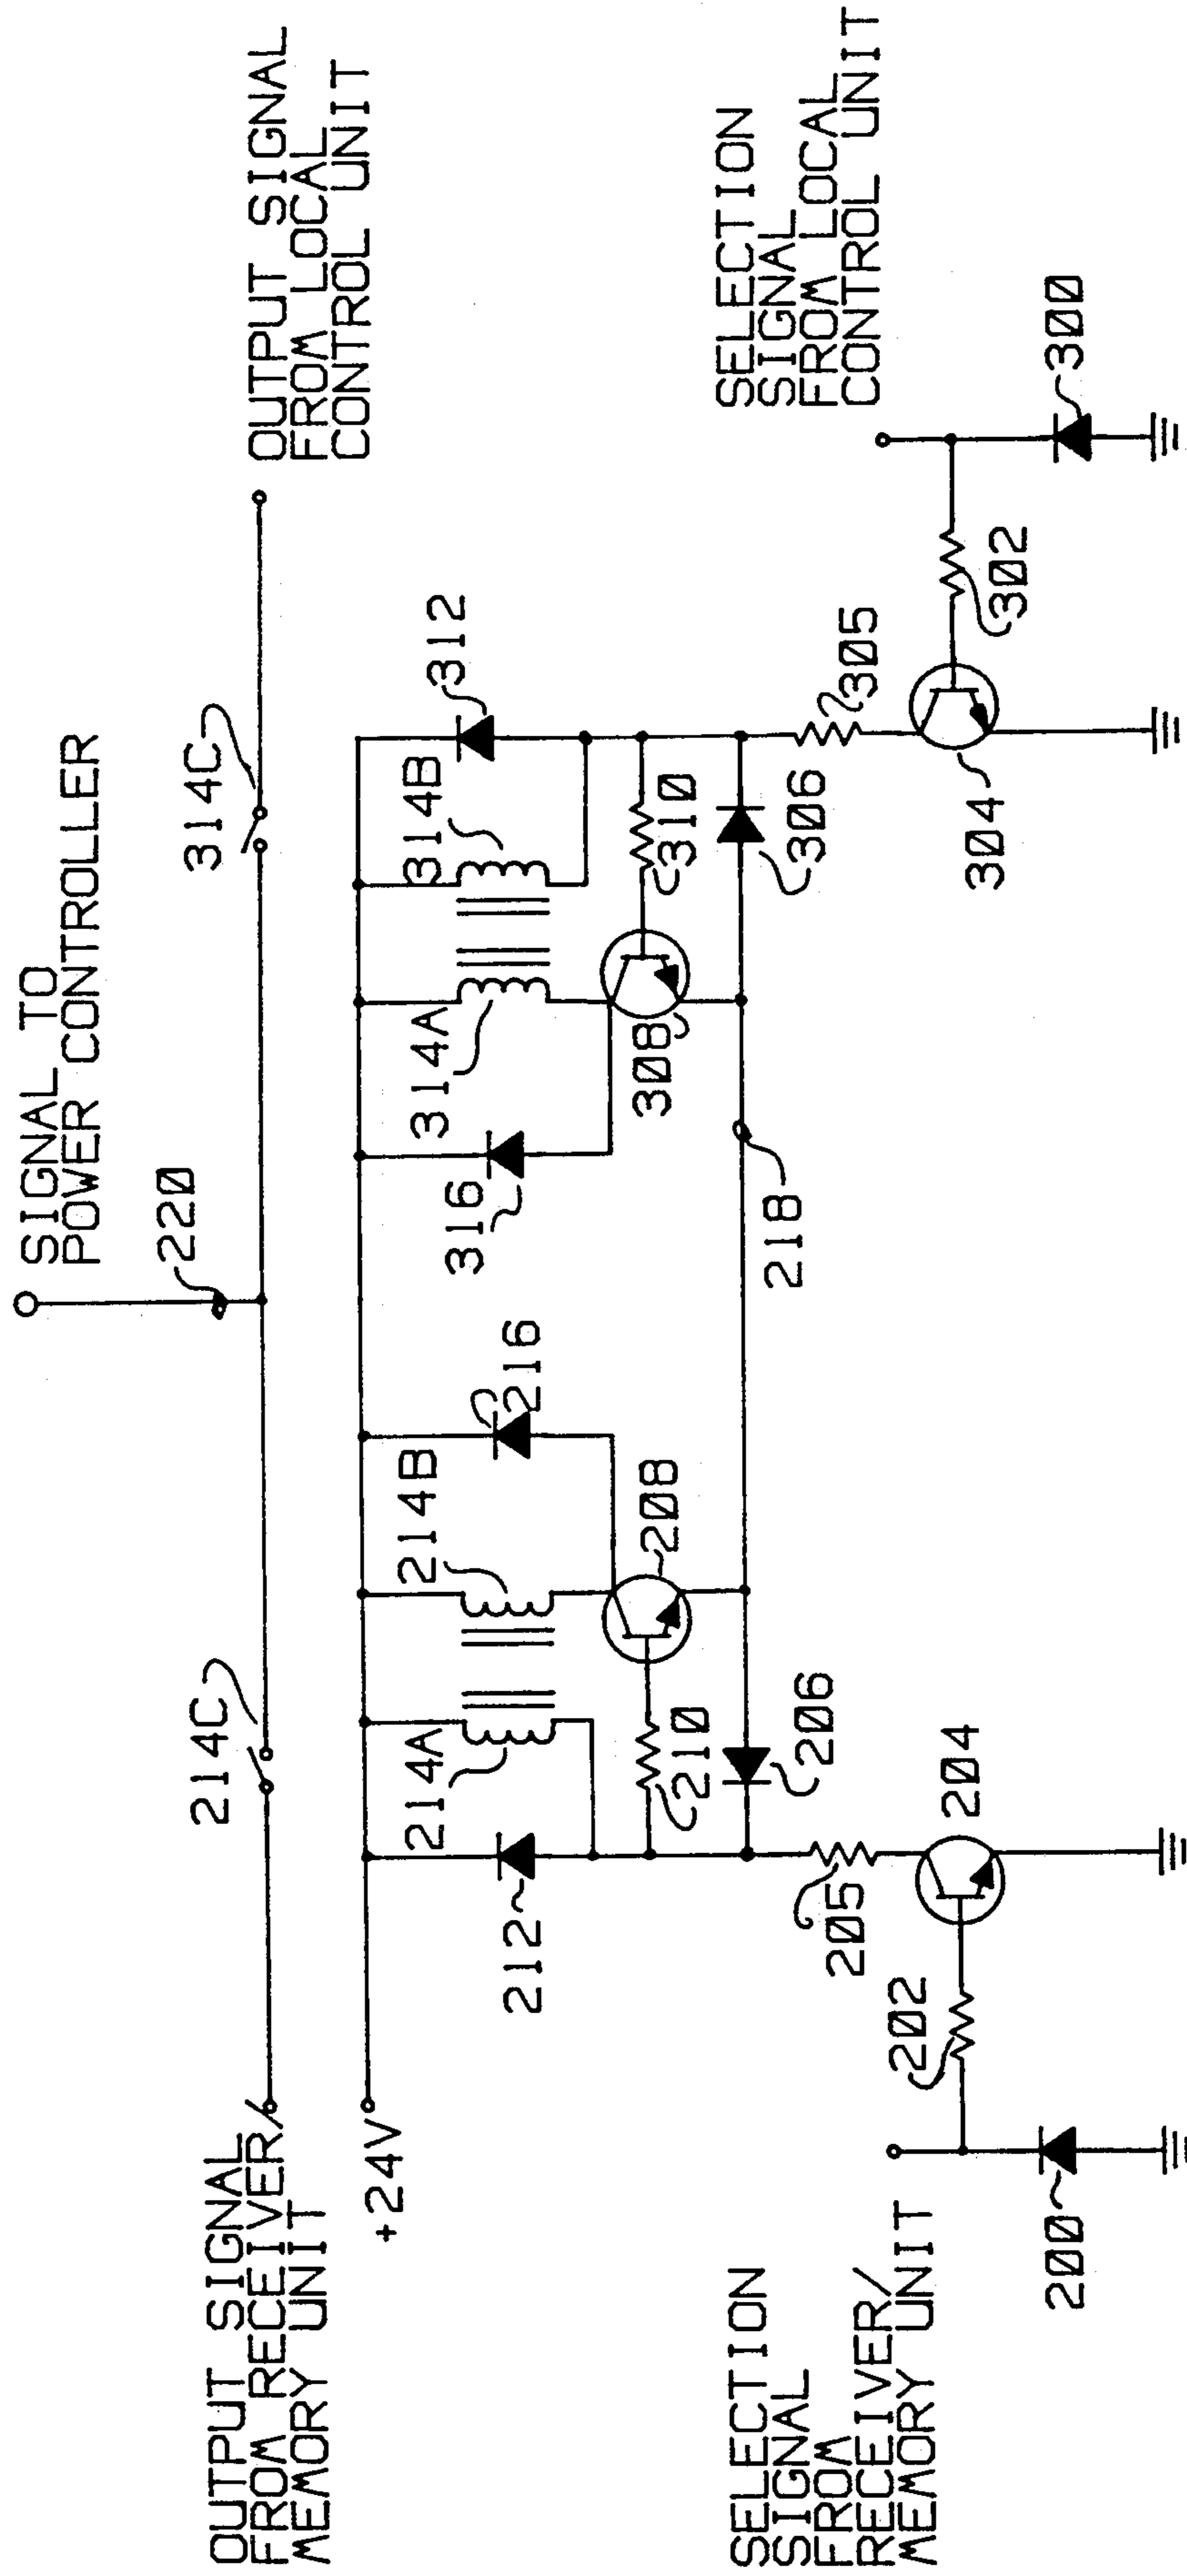 SIGNAL TO
POWER CONTROLLER
220
OUTPUT SIGNAL
FROM RECEIVER/
MEMORY UNIT
214C
314C
OUTPUT SIGNAL
FROM LOCAL
CONTROL UNIT
+24V
212
214A
214B
216
316
314A
314B
312
210
208
308
310
206
218
306
205
305
SELECTION
SIGNAL
FROM
RECEIVER/
MEMORY UNIT
202
204
200
304
302
300
SELECTION
SIGNAL
FROM LOCAL
CONTROL UNIT